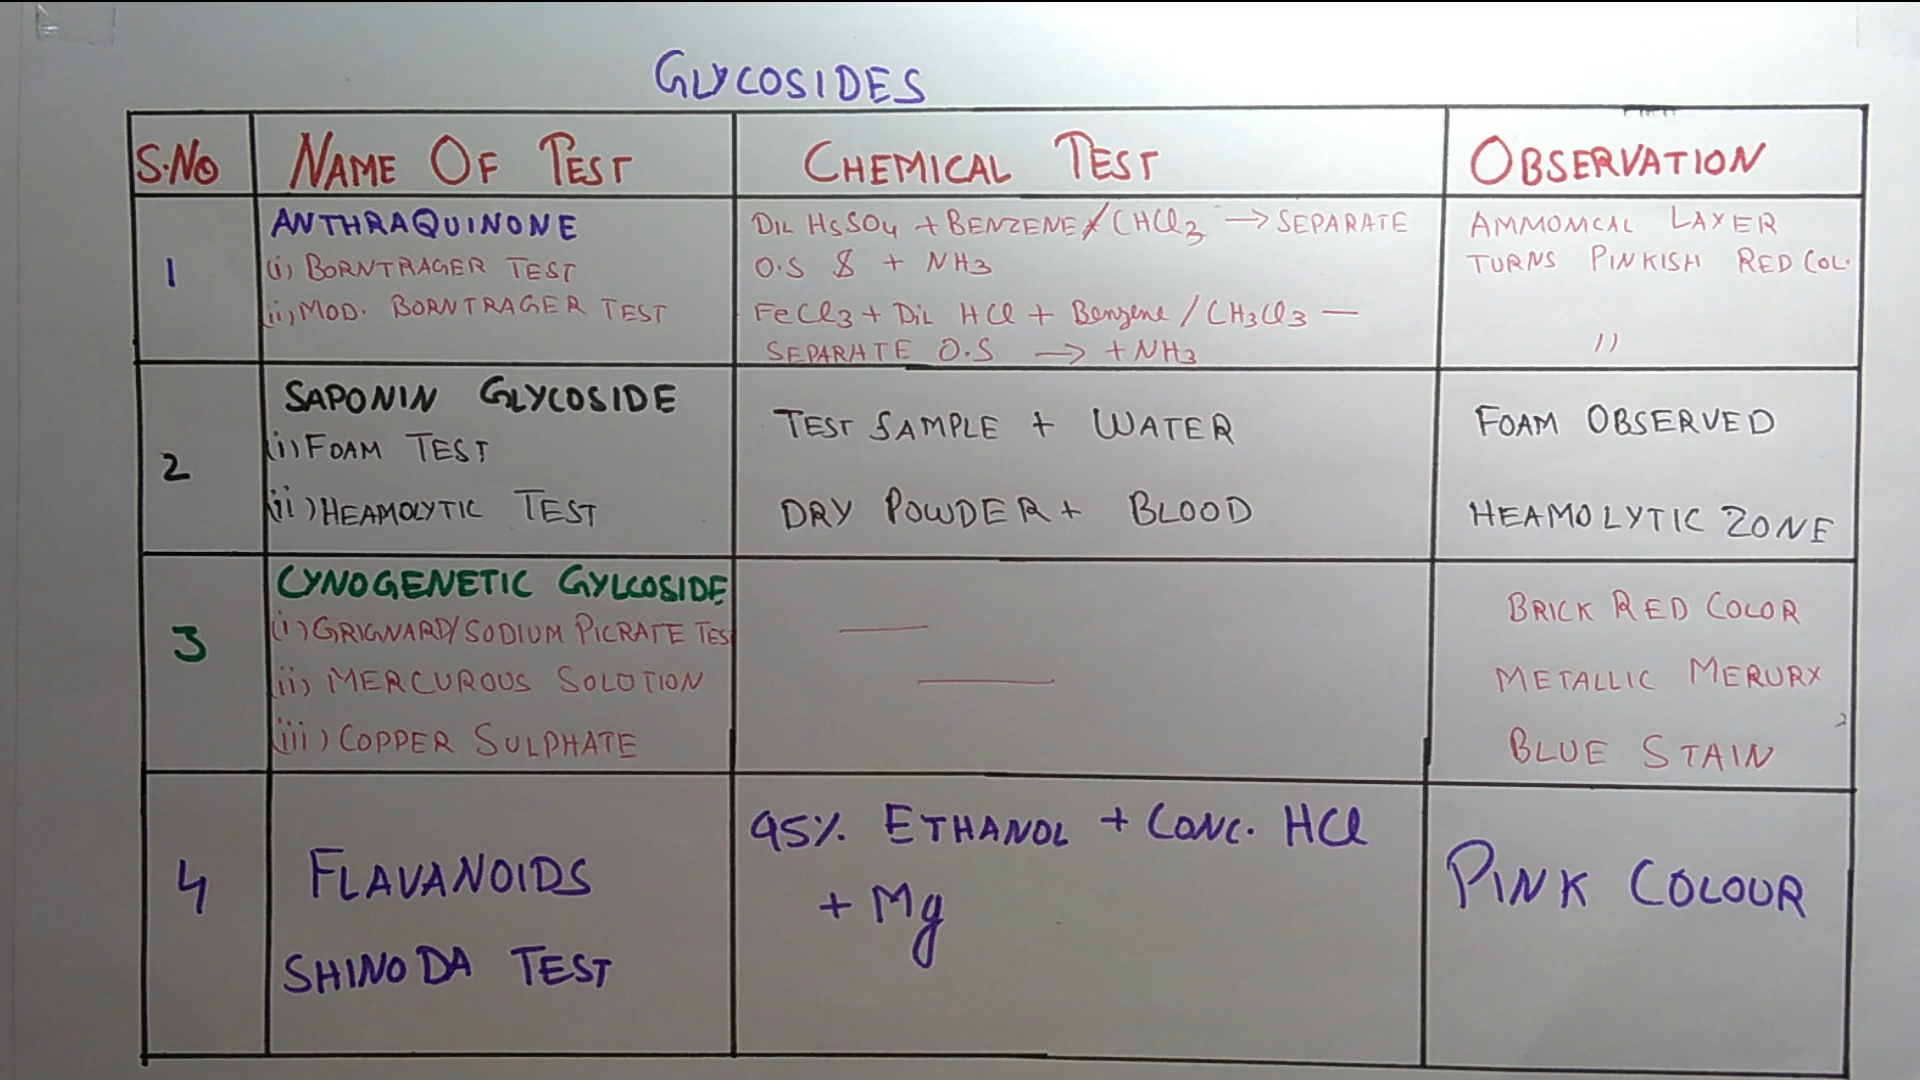 GLYCOSIDES
S.NO NAME OF TEST CHEMICAL TEST OBSERVATION
1
ANTHRAQUINONE
(i) BORNTRAGER TEST
(ii) MOD. BORNTRAGER TEST
DIL HSSO4 + BENZENE/CHCl3 → SEPARATE
O.S + NH3
FeCl3 + DIL HCl + Benzene / CH3Cl3 —
SEPARATE O.S → + NH3
AMMONICAL LAYER
TURNS PINKISH RED COL.
〃
2
SAPONIN GLYCOSIDE
(i) FOAM TEST
(ii) HEAMOLYTIC TEST
TEST SAMPLE + WATER
DRY POWDER + BLOOD
FOAM OBSERVED
HEAMOLYTIC ZONE
3
CYNOGENETIC GYLCOSIDE
(i) GRIGNARD/SODIUM PICRATE TEST
(ii) MERCUROUS SOLOTION
(iii) COPPER SULPHATE
BRICK RED COLOR
METALLIC MERURY
BLUE STAIN
4
FLAVANOIDS
SHINODA TEST
95% ETHANOL + CONC. HCl
+ Mg
PINK COLOUR